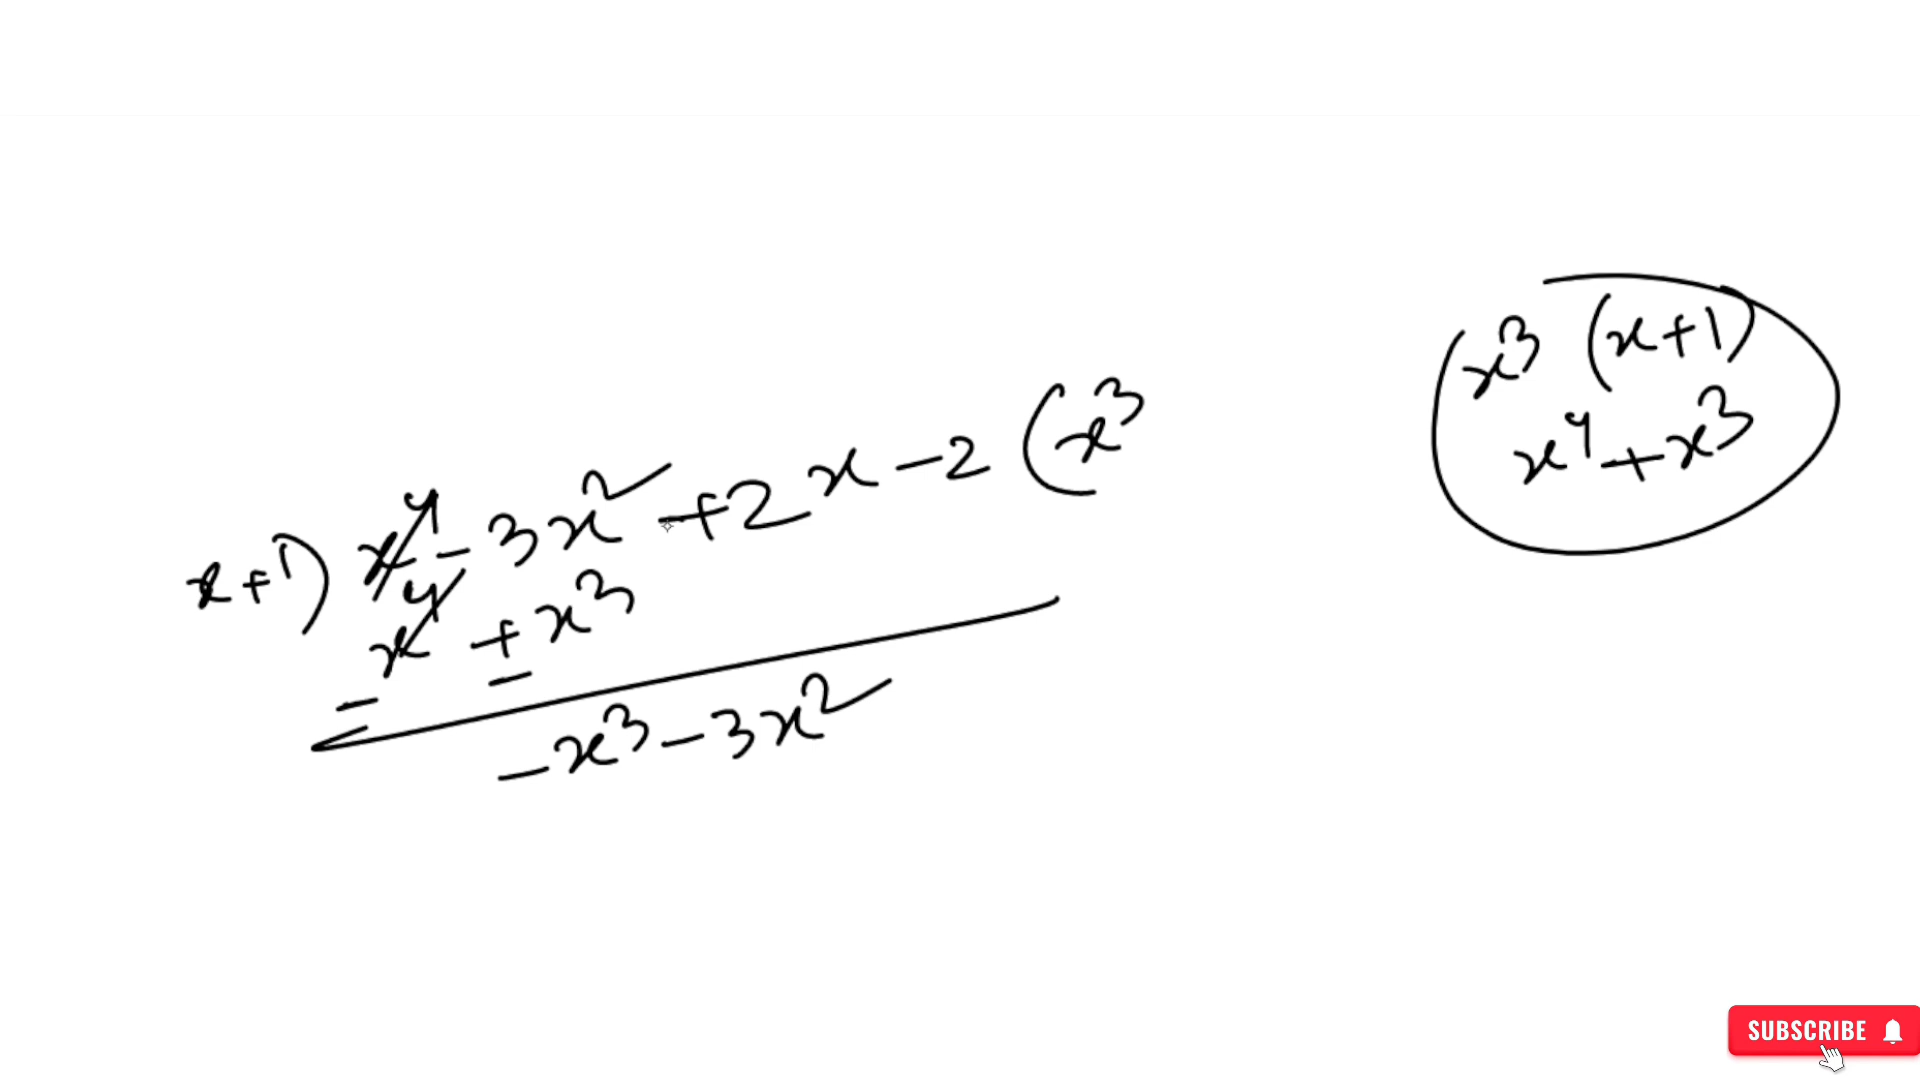 x+1) x⁴ - 3x² + 2x - 2 (x³
x⁴ + x³
- -
-x³ - 3x²
x³ (x+1)
x⁴ + x³
SUBSCRIBE